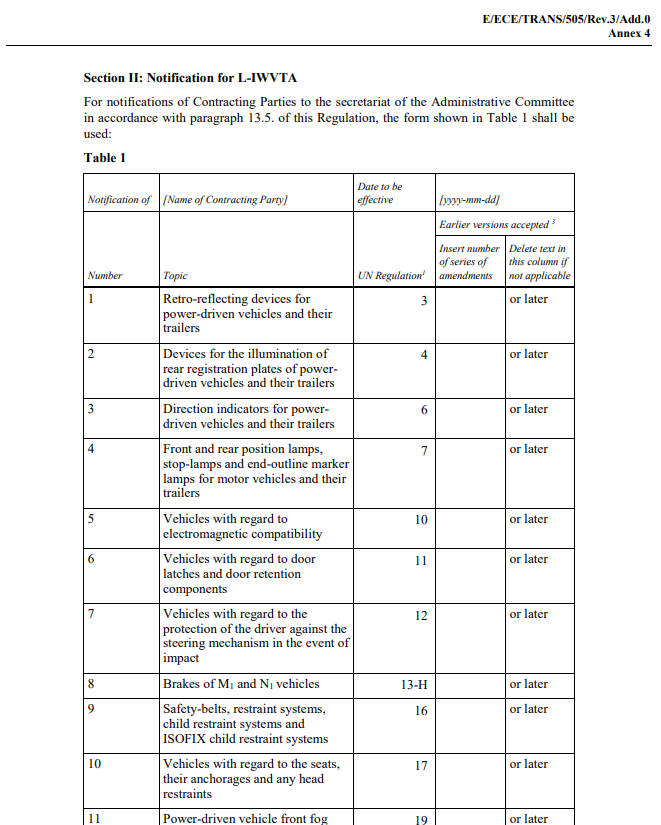 E/ECE/TRANS/505/Rev.3/Add.0
Annex 4
Section II: Notification for L-IWVTA
For notifications of Contracting Parties to the secretariat of the Administrative Committee
in accordance with paragraph 13.5. of this Regulation, the form shown in Table 1 shall be
used:
Table 1
Notification of [Name of Contracting Party] Date to be effective [yyyy-mm-dd]
Earlier versions accepted 3
Number Topic UN Regulation1 Insert number of series of amendments Delete text in this column if not applicable
1 Retro-reflecting devices for 3 or later
power-driven vehicles and their
trailers
2 Devices for the illumination of 4 or later
rear registration plates of power-
driven vehicles and their trailers
3 Direction indicators for power- 6 or later
driven vehicles and their trailers
4 Front and rear position lamps, 7 or later
stop-lamps and end-outline marker
lamps for motor vehicles and their
trailers
5 Vehicles with regard to 10 or later
electromagnetic compatibility
6 Vehicles with regard to door 11 or later
latches and door retention
components
7 Vehicles with regard to the 12 or later
protection of the driver against the
steering mechanism in the event of
impact
8 Brakes of M1 and N1 vehicles 13-H or later
9 Safety-belts, restraint systems, 16 or later
child restraint systems and
ISOFIX child restraint systems
10 Vehicles with regard to the seats, 17 or later
their anchorages and any head
restraints
11 Power-driven vehicle front fog 19 or later